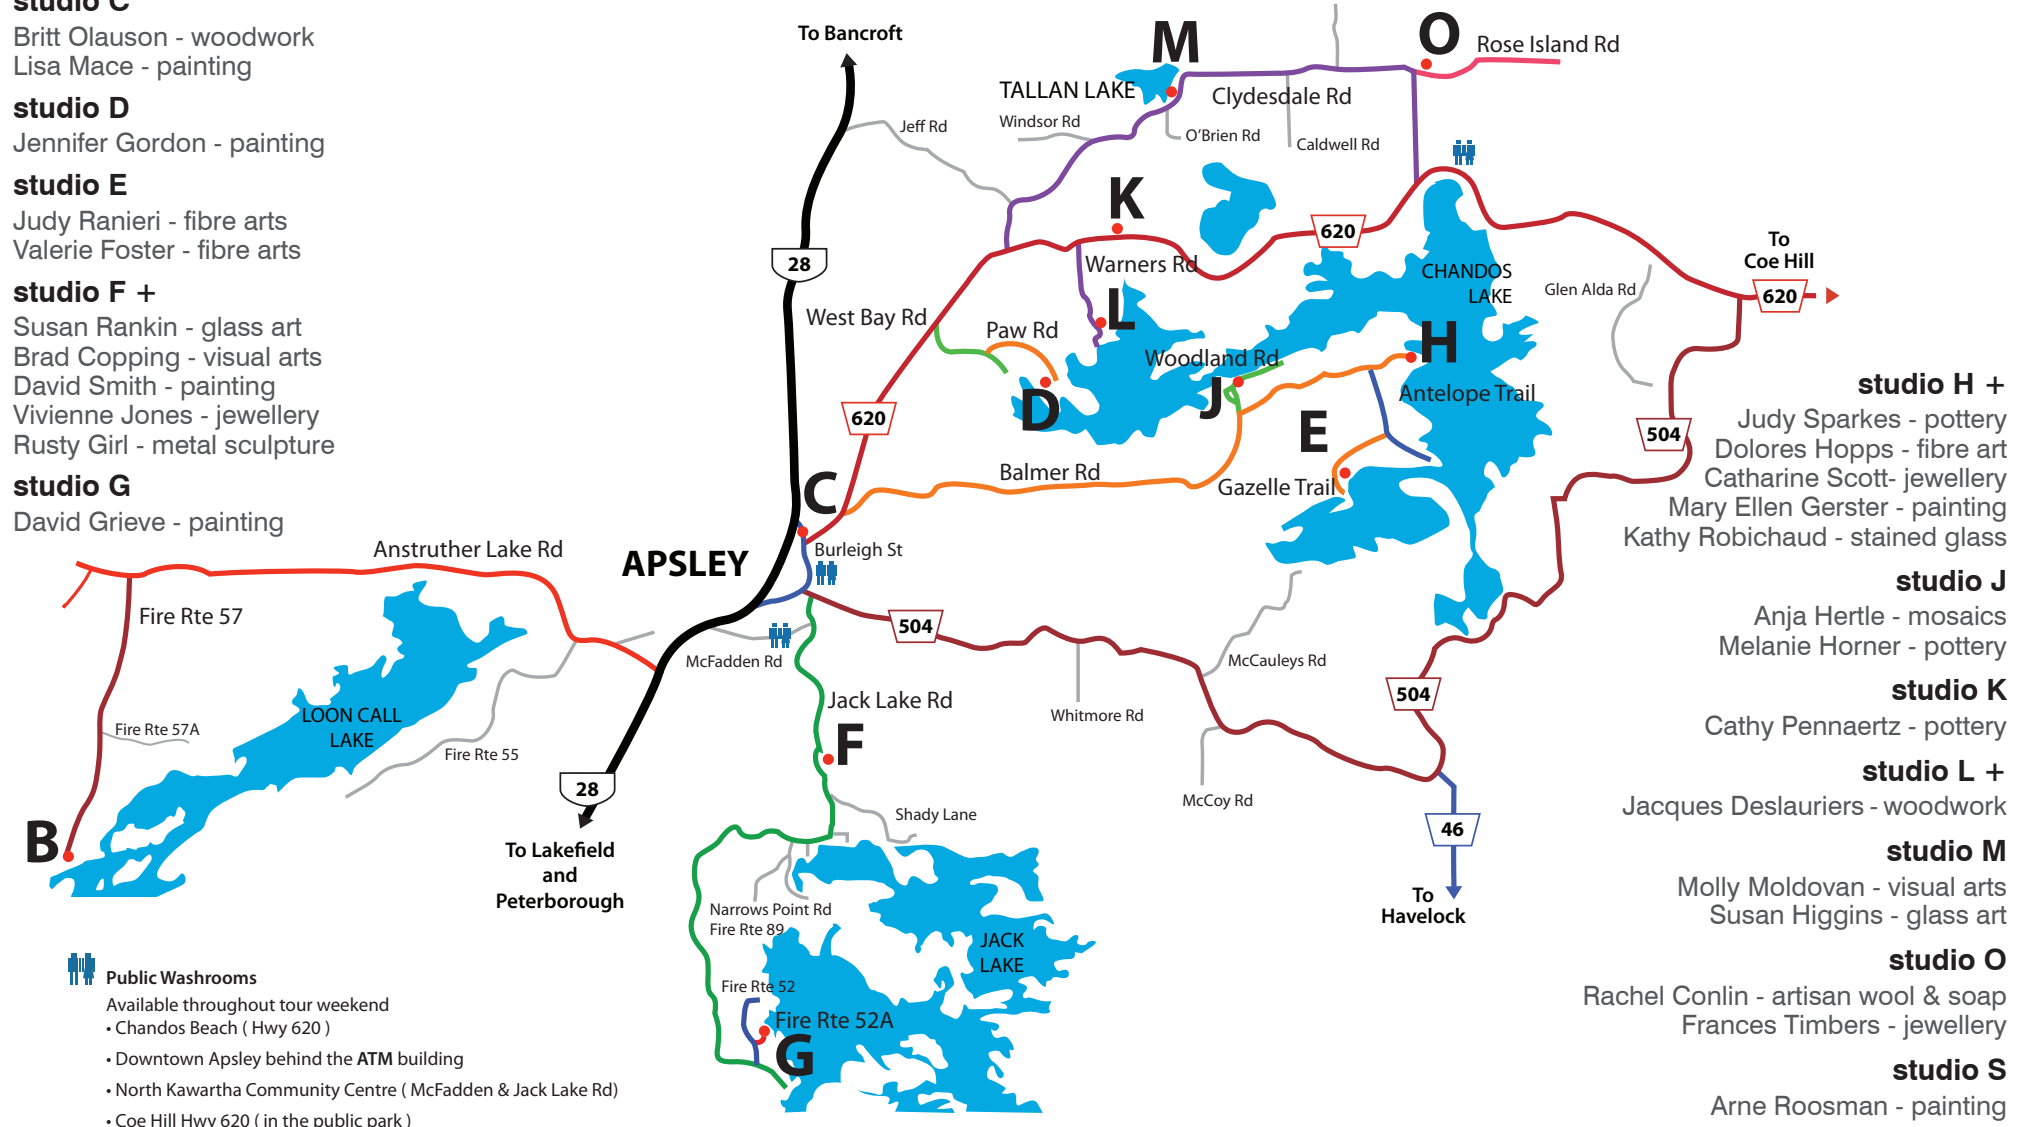 studio C
Britt Olauson - woodwork
Lisa Mace - painting
studio D
Jennifer Gordon - painting
studio E
Judy Ranieri - fibre arts
Valerie Foster - fibre arts
studio F +
Susan Rankin - glass art
Brad Copping - visual arts
David Smith - painting
Vivienne Jones - jewellery
Rusty Girl - metal sculpture
studio G
David Grieve - painting
To Bancroft
M
O
Rose Island Rd
TALLAN LAKE
Clydesdale Rd
Windsor Rd
O'Brien Rd
Caldwell Rd
Jeff Rd
K
620
28
Warners Rd
CHANDOS
LAKE
To
Coe Hill
620
Glen Alda Rd
West Bay Rd
Paw Rd
L
H
Woodland Rd
J
D
Antelope Trail
620
E
504
Balmer Rd
Gazelle Trail
C
Burleigh St
APSLEY
Anstruther Lake Rd
Fire Rte 57
504
McFadden Rd
McCauleys Rd
504
Jack Lake Rd
Whitmore Rd
LOON CALL
LAKE
Fire Rte 57A
Fire Rte 55
F
28
McCoy Rd
Shady Lane
46
B
To Lakefield
and
Peterborough
To
Havelock
Narrows Point Rd
Fire Rte 89
JACK
LAKE
Fire Rte 52
Fire Rte 52A
G
Public Washrooms
Available throughout tour weekend
• Chandos Beach ( Hwy 620 )
• Downtown Apsley behind the ATM building
• North Kawartha Community Centre ( McFadden & Jack Lake Rd)
• Coe Hill Hwy 620 ( in the public park )
studio H +
Judy Sparkes - pottery
Dolores Hopps - fibre art
Catharine Scott- jewellery
Mary Ellen Gerster - painting
Kathy Robichaud - stained glass
studio J
Anja Hertle - mosaics
Melanie Horner - pottery
studio K
Cathy Pennaertz - pottery
studio L +
Jacques Deslauriers - woodwork
studio M
Molly Moldovan - visual arts
Susan Higgins - glass art
studio O
Rachel Conlin - artisan wool & soap
Frances Timbers - jewellery
studio S
Arne Roosman - painting